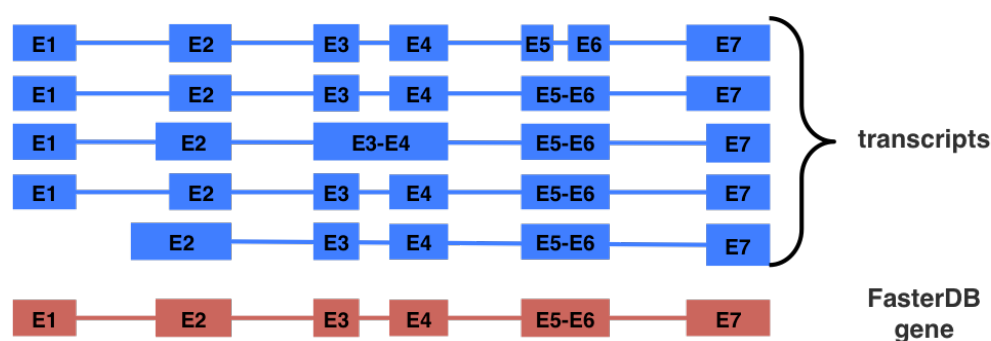 E1 E2 E3 E4 E5 E6 E7
E1 E2 E3 E4 E5-E6 E7
E1 E2 E3-E4 E5-E6 E7
E1 E2 E3 E4 E5-E6 E7
E2 E3 E4 E5-E6 E7
transcripts
E1 E2 E3 E4 E5-E6 E7
FasterDB
gene